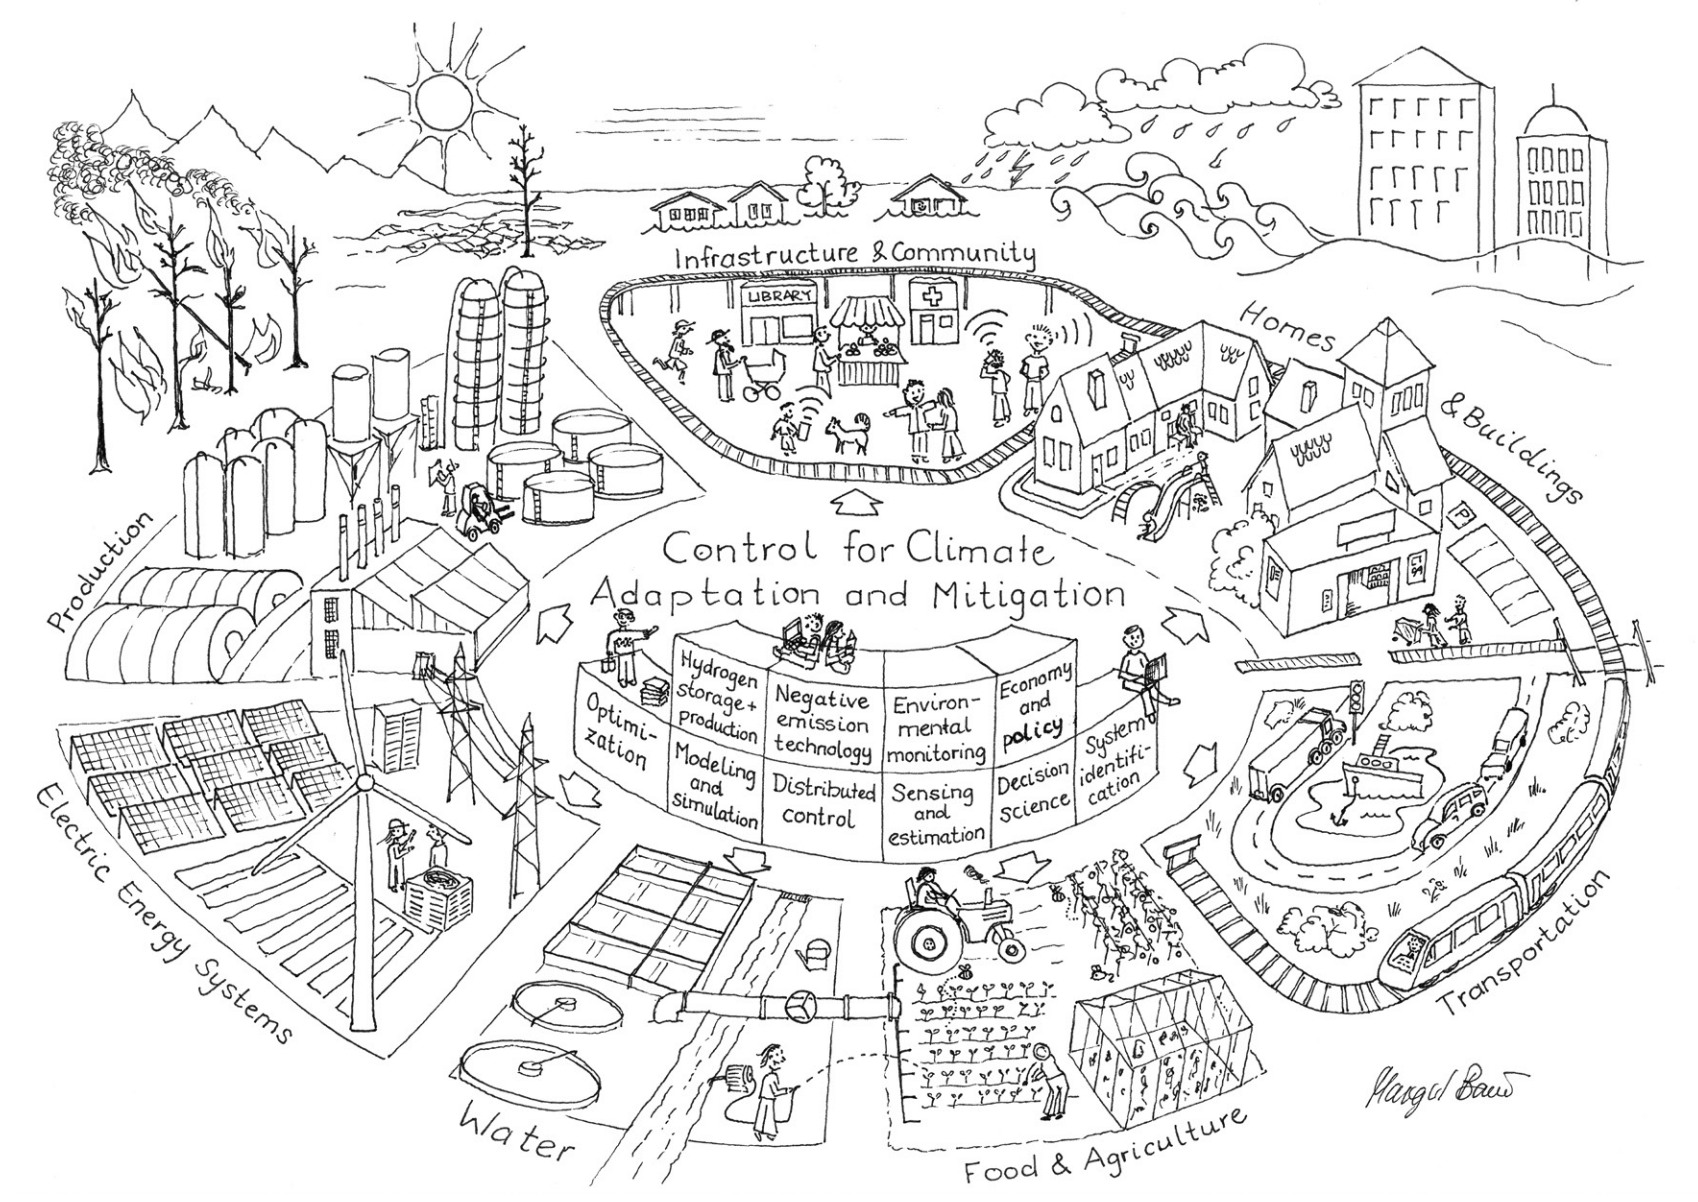 Infrastructure & Community
LIBRARY
Homes
& Buildings
P
Production
Control for Climate
Adaptation and Mitigation
Optimi-
zation
Hydrogen
storage+
production
Negative
emission
technology
Environ-
mental
monitoring
Economy
and
policy
Modeling
and
simulation
Distributed
control
Sensing
and
estimation
Decision
science
System
identifi-
cation
Electric Energy Systems
Transportation
Water
Food & Agriculture